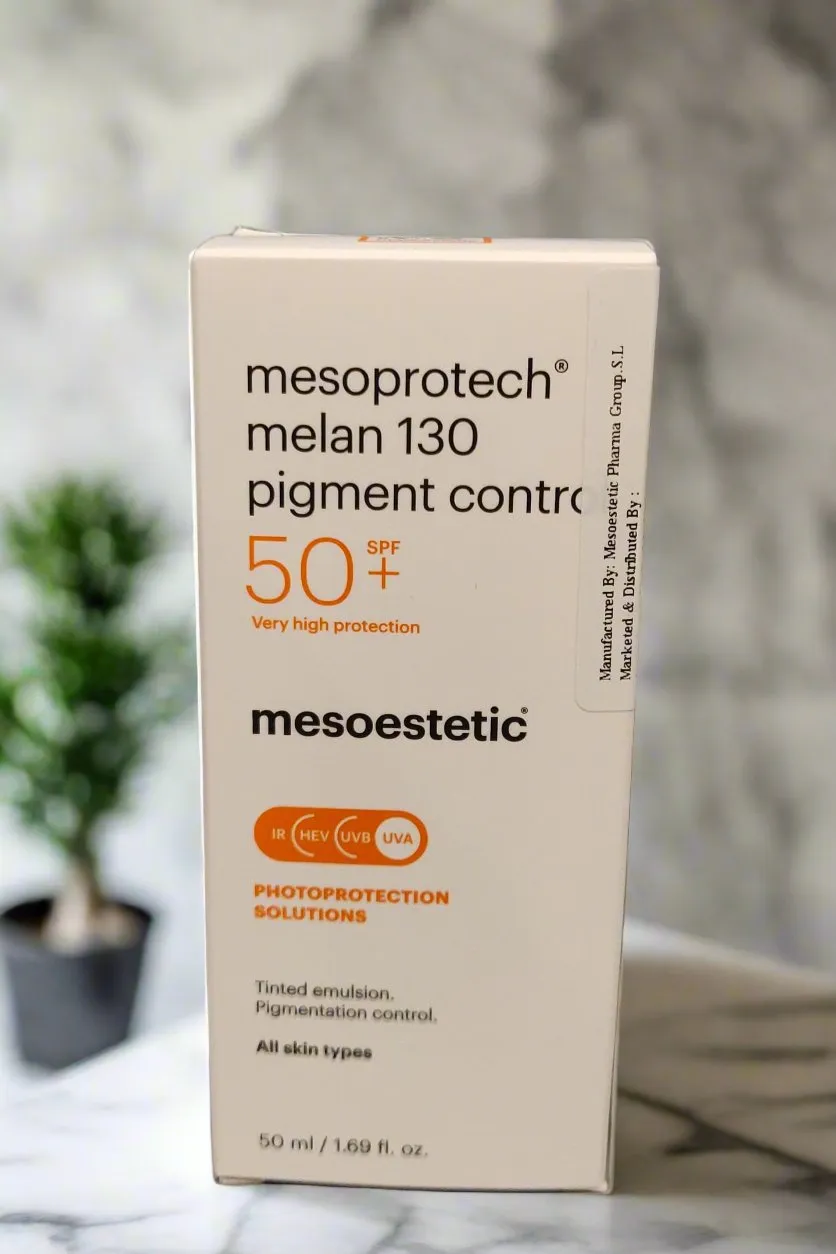 mesoprotech®
melan 130
pigment contro
50 SPF +
Very high protection
mesoestetic®
IR HEV UVB UVA
PHOTOPROTECTION
SOLUTIONS
Tinted emulsion.
Pigmentation control.
All skin types
50 ml / 1.69 fl. oz.
Manufactured By: Mesoestetic Pharma Group.S.L
Marketed & Distributed By :